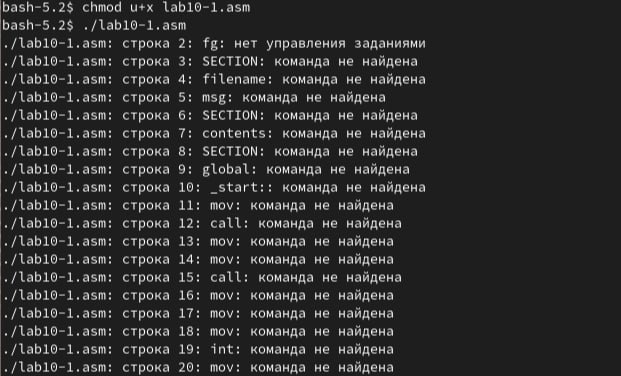 bash-5.2$ chmod u+x lab10-1.asm
bash-5.2$ ./lab10-1.asm
./lab10-1.asm: строка 2: fg: нет управления заданиями
./lab10-1.asm: строка 3: SECTION: команда не найдена
./lab10-1.asm: строка 4: filename: команда не найдена
./lab10-1.asm: строка 5: msg: команда не найдена
./lab10-1.asm: строка 6: SECTION: команда не найдена
./lab10-1.asm: строка 7: contents: команда не найдена
./lab10-1.asm: строка 8: SECTION: команда не найдена
./lab10-1.asm: строка 9: global: команда не найдена
./lab10-1.asm: строка 10: _start:: команда не найдена
./lab10-1.asm: строка 11: mov: команда не найдена
./lab10-1.asm: строка 12: call: команда не найдена
./lab10-1.asm: строка 13: mov: команда не найдена
./lab10-1.asm: строка 14: mov: команда не найдена
./lab10-1.asm: строка 15: call: команда не найдена
./lab10-1.asm: строка 16: mov: команда не найдена
./lab10-1.asm: строка 17: mov: команда не найдена
./lab10-1.asm: строка 18: mov: команда не найдена
./lab10-1.asm: строка 19: int: команда не найдена
./lab10-1.asm: строка 20: mov: команда не найдена